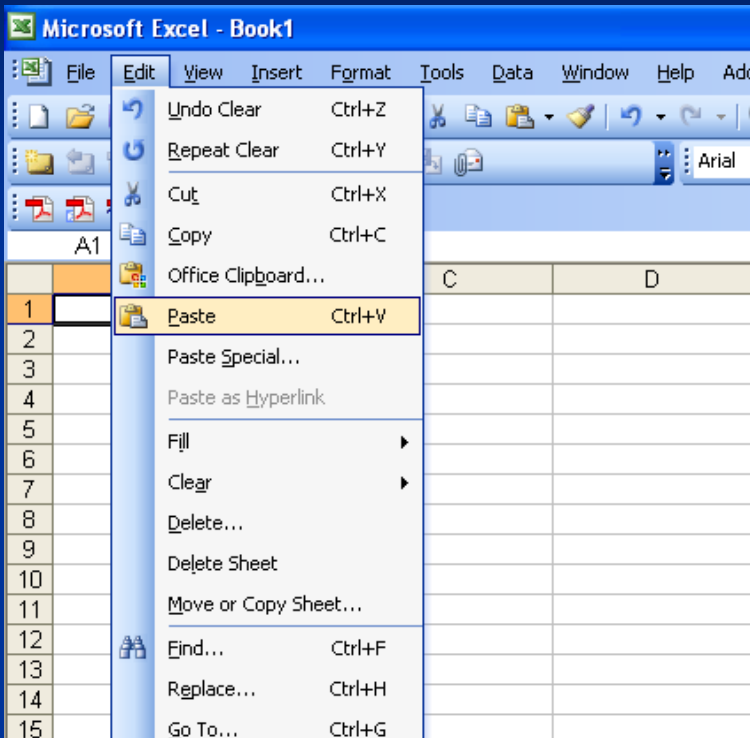 Microsoft Excel - Book1
File Edit View Insert Format Tools Data Window Help
Undo Clear Ctrl+Z
Repeat Clear Ctrl+Y
Arial
Cut Ctrl+X
Copy Ctrl+C
A1
Office Clipboard...
C D
1
Paste Ctrl+V
2
Paste Special...
3
4
Paste as Hyperlink
5
Fill
6
7
Clear
8
Delete...
9
Delete Sheet
10
11
Move or Copy Sheet...
12
Find... Ctrl+F
13
Replace... Ctrl+H
14
15
Go To... Ctrl+G